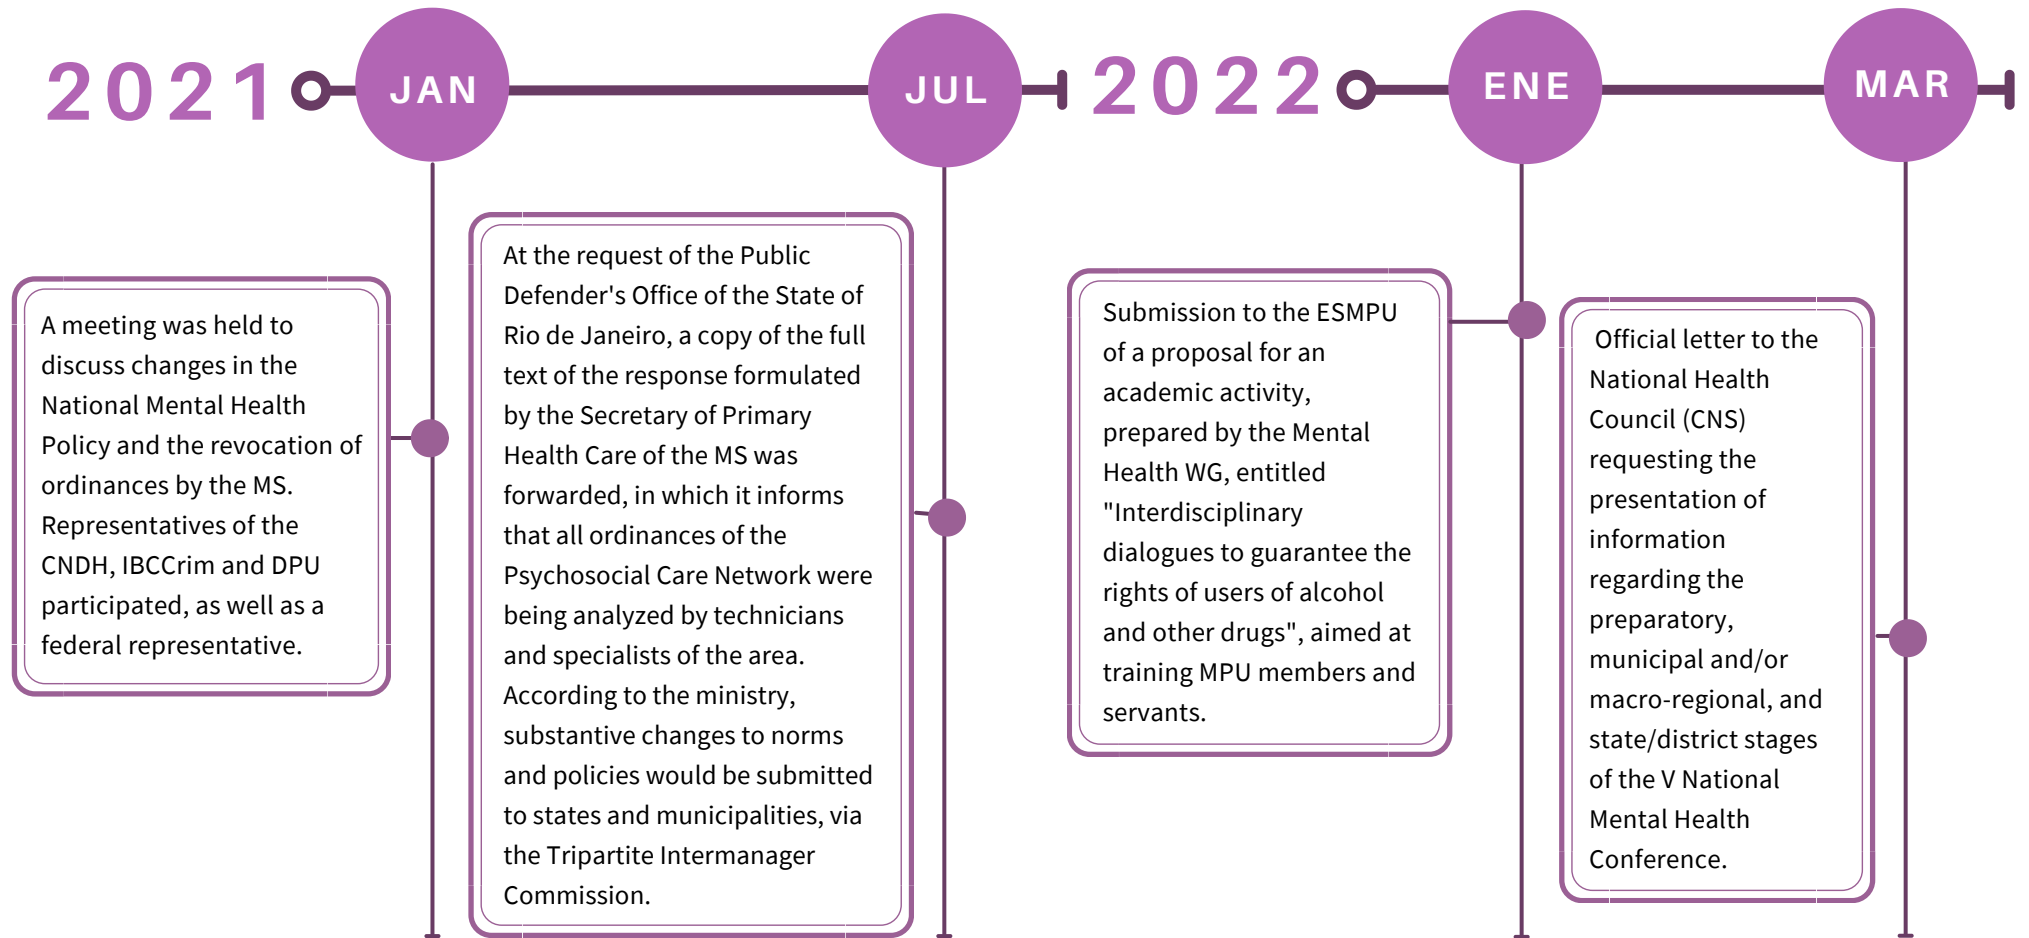 2021
JAN
JUL
2022
ENE
MAR
A meeting was held to
discuss changes in the
National Mental Health
Policy and the revocation of
ordinances by the MS.
Representatives of the
CNDH, IBCCrim and DPU
participated, as well as a
federal representative.
At the request of the Public
Defender's Office of the State of
Rio de Janeiro, a copy of the full
text of the response formulated
by the Secretary of Primary
Health Care of the MS was
forwarded, in which it informs
that all ordinances of the
Psychosocial Care Network were
being analyzed by technicians
and specialists of the area.
According to the ministry,
substantive changes to norms
and policies would be submitted
to states and municipalities, via
the Tripartite Intermanager
Commission.
Submission to the ESMPU
of a proposal for an
academic activity,
prepared by the Mental
Health WG, entitled
"Interdisciplinary
dialogues to guarantee the
rights of users of alcohol
and other drugs", aimed at
training MPU members and
servants.
Official letter to the
National Health
Council (CNS)
requesting the
presentation of
information
regarding the
preparatory,
municipal and/or
macro-regional, and
state/district stages
of the V National
Mental Health
Conference.